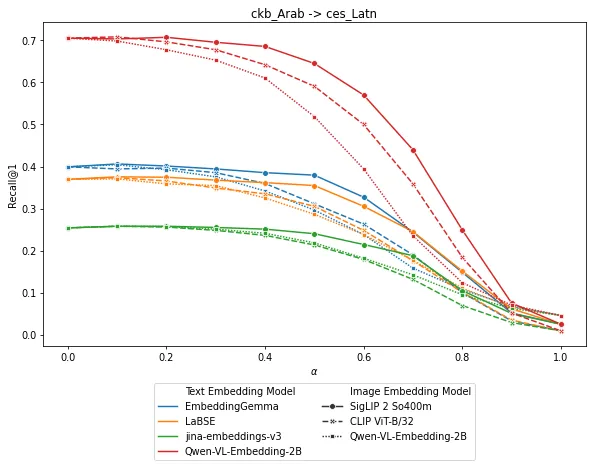 ckb_Arab -> ces_Latn
Recall@1
0.7
0.6
0.5
0.4
0.3
0.2
0.1
0.0
0.0 0.2 0.4 0.6 0.8 1.0
α
Text Embedding Model
EmbeddingGemma
LaBSE
jina-embeddings-v3
Qwen-VL-Embedding-2B
Image Embedding Model
SigLIP 2 So400m
CLIP ViT-B/32
Qwen-VL-Embedding-2B